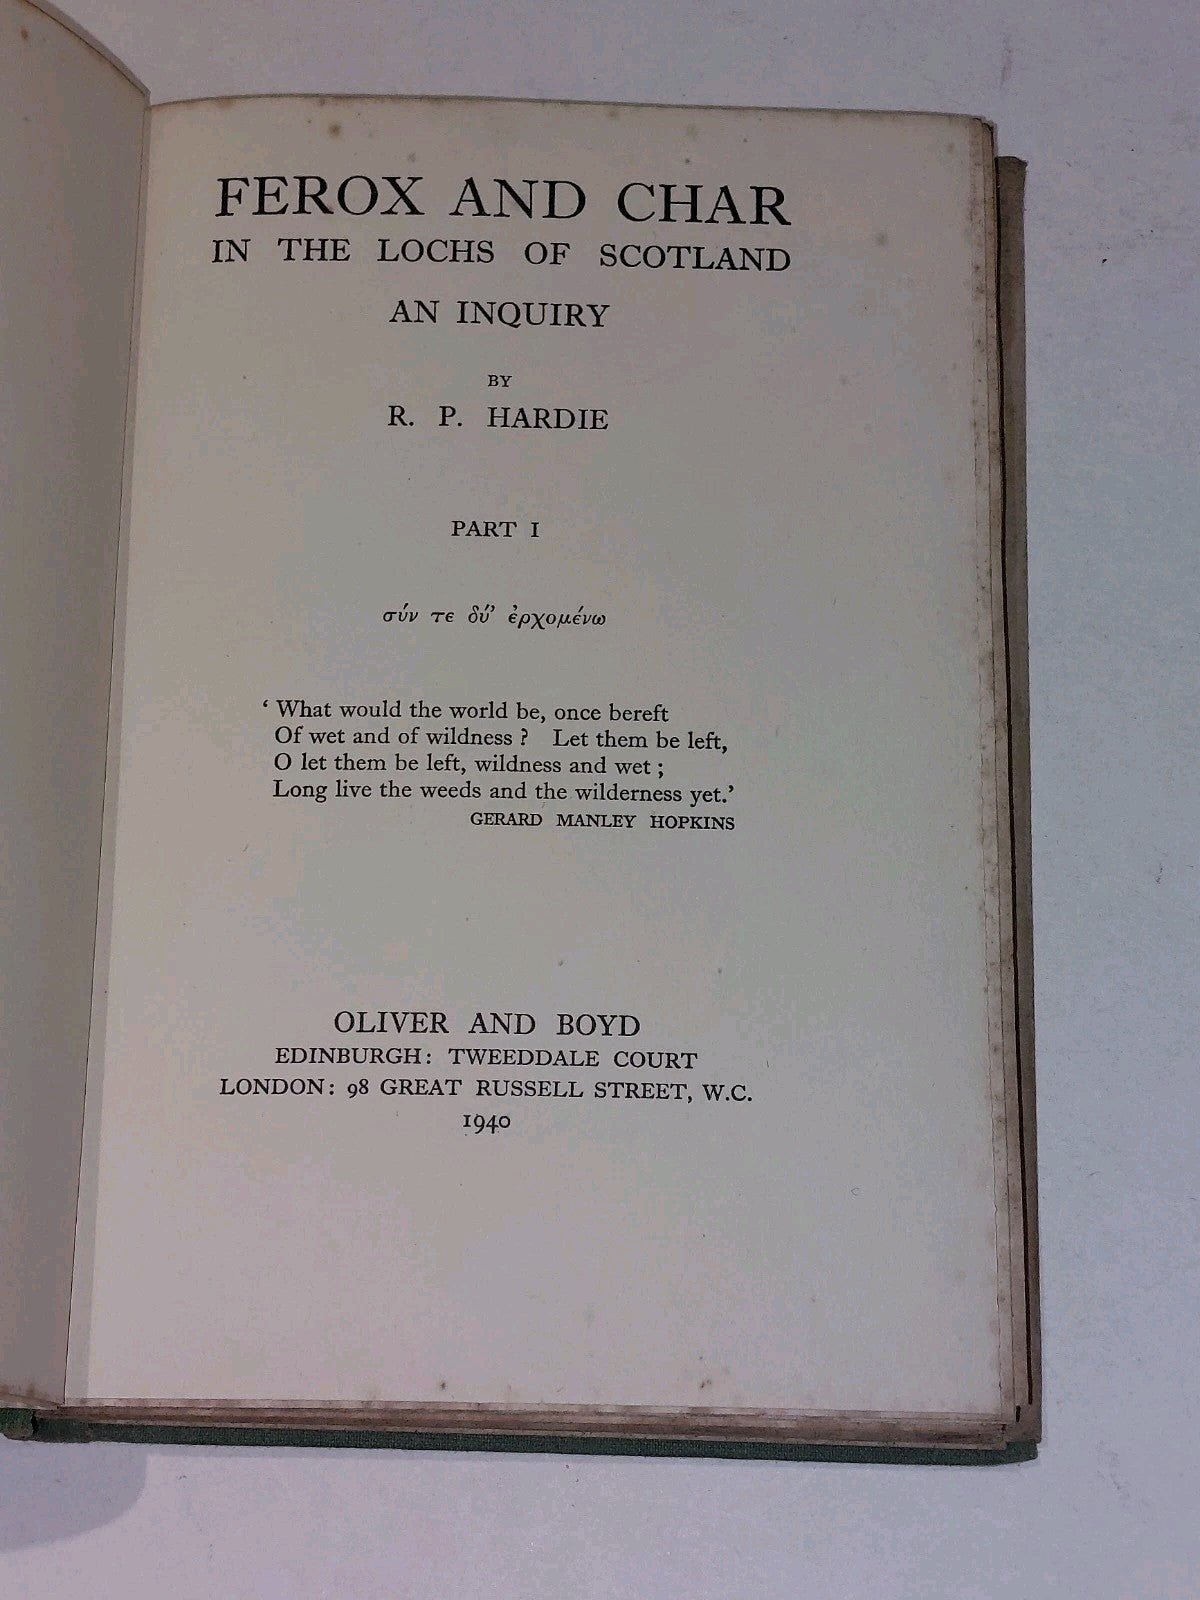 FEROX AND CHAR
IN THE LOCHS OF SCOTLAND
AN INQUIRY
BY
R. P. HARDIE
PART I
σύν τε δύ' ἐρχομένω
‘ What would the world be, once bereft
Of wet and of wildness ? Let them be left,
O let them be left, wildness and wet ;
Long live the weeds and the wilderness yet.’
GERARD MANLEY HOPKINS
OLIVER AND BOYD
EDINBURGH: TWEEDDALE COURT
LONDON: 98 GREAT RUSSELL STREET, W.C.
1940